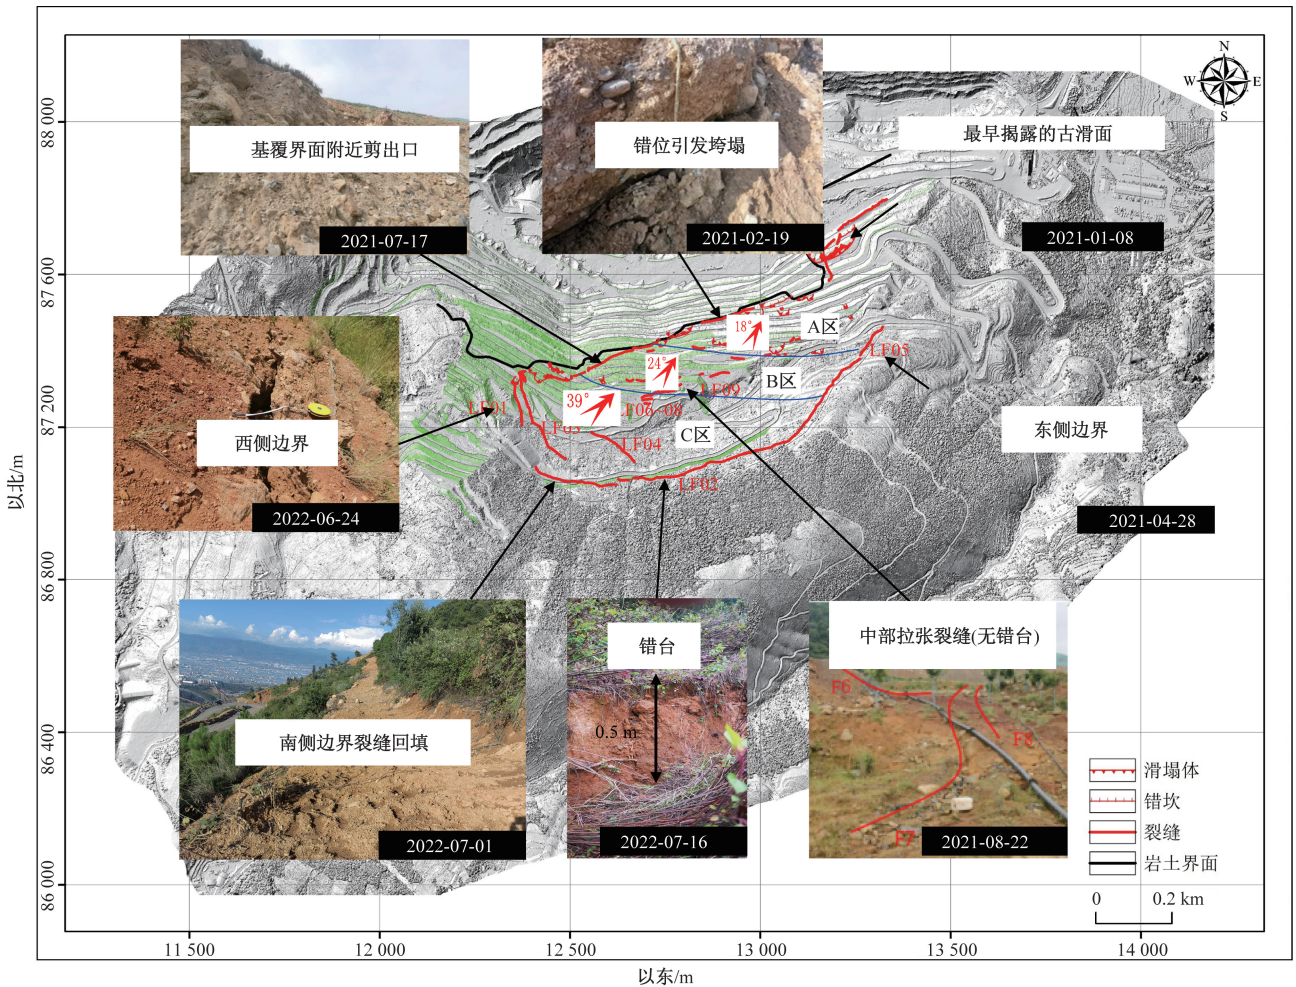 基覆界面附近剪出口
2021-07-17
错位引发垮塌
2021-02-19
最早揭露的古滑面
2021-01-08
N
W
E
S
88 000
87 600
87 200
86 800
86 400
86 000
以北/m
A区
18°
24°
B区
39°
C区
LF01
LF03
LF04
LF06-08
LF09
LF05
LF02
西侧边界
2022-06-24
东侧边界
2021-04-28
南侧边界裂缝回填
2022-07-01
错台
0.5 m
2022-07-16
中部拉张裂缝(无错台)
F6
F8
F7
2021-08-22
滑塌体
错坎
裂缝
岩土界面
0 0.2 km
11 500 12 000 12 500 13 000 13 500 14 000
以东/m